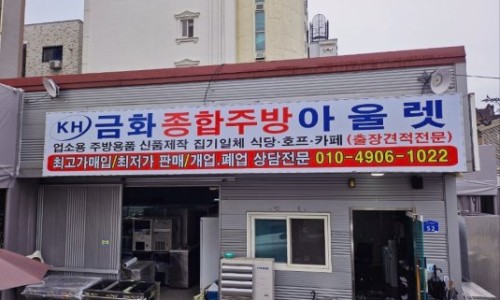 KH 금화 종합주방 아울렛
업소용 주방용품 신품제작 집기일체 식당·호프·카페 (출장견적전문)
최고가매입/최저가 판매/개업.폐업 상담전문 010-4906-1022
52